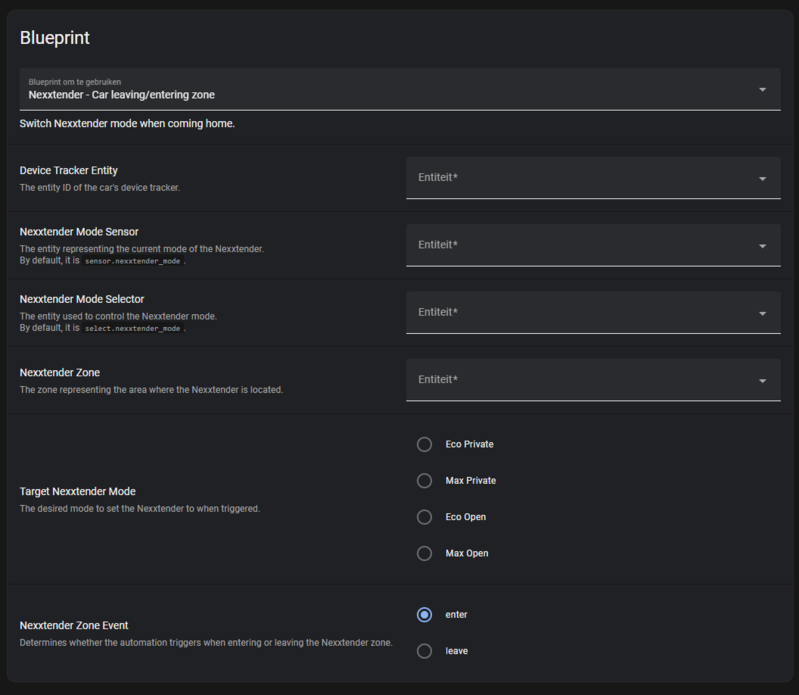 Blueprint
Blueprint om te gebruiken
Nexxtender - Car leaving/entering zone
Switch Nexxtender mode when coming home.
Device Tracker Entity
The entity ID of the car's device tracker.
Entiteit*
Nexxtender Mode Sensor
The entity representing the current mode of the Nexxtender.
By default, it is sensor.nexxtender_mode .
Entiteit*
Nexxtender Mode Selector
The entity used to control the Nexxtender mode.
By default, it is select.nexxtender_mode .
Entiteit*
Nexxtender Zone
The zone representing the area where the Nexxtender is located.
Entiteit*
Target Nexxtender Mode
The desired mode to set the Nexxtender to when triggered.
Eco Private
Max Private
Eco Open
Max Open
Nexxtender Zone Event
Determines whether the automation triggers when entering or leaving the Nexxtender zone.
enter
leave